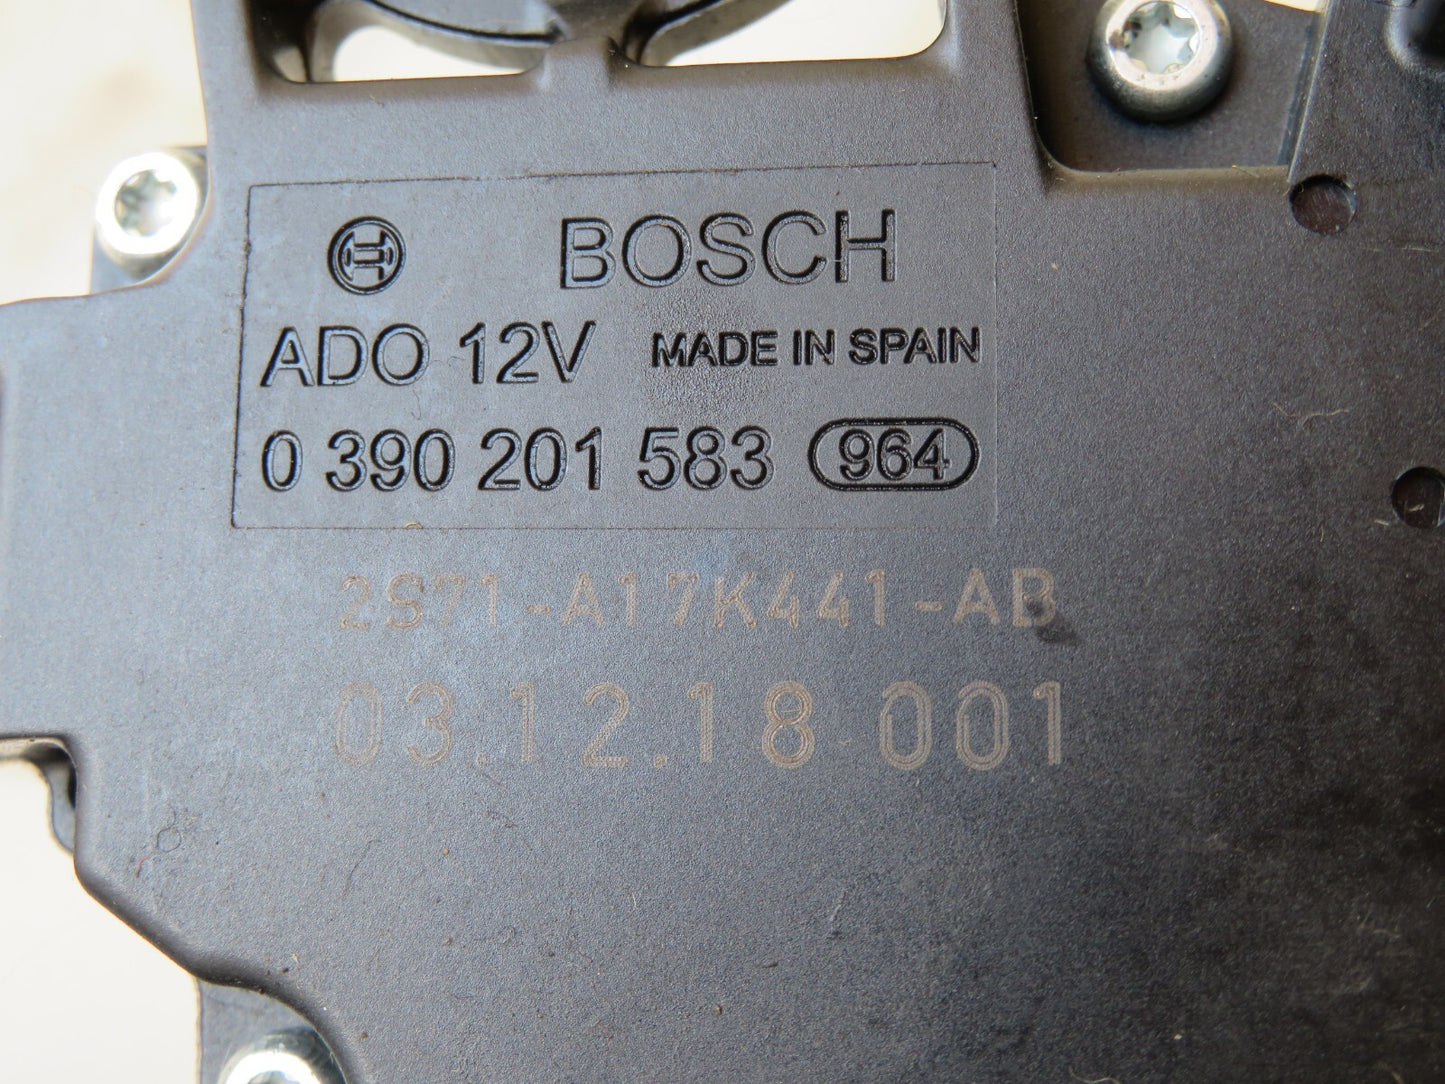 BOSCH
ADO 12V MADE IN SPAIN
0 390 201 583 964
2S71-A17K441-AB
03.12.18 001